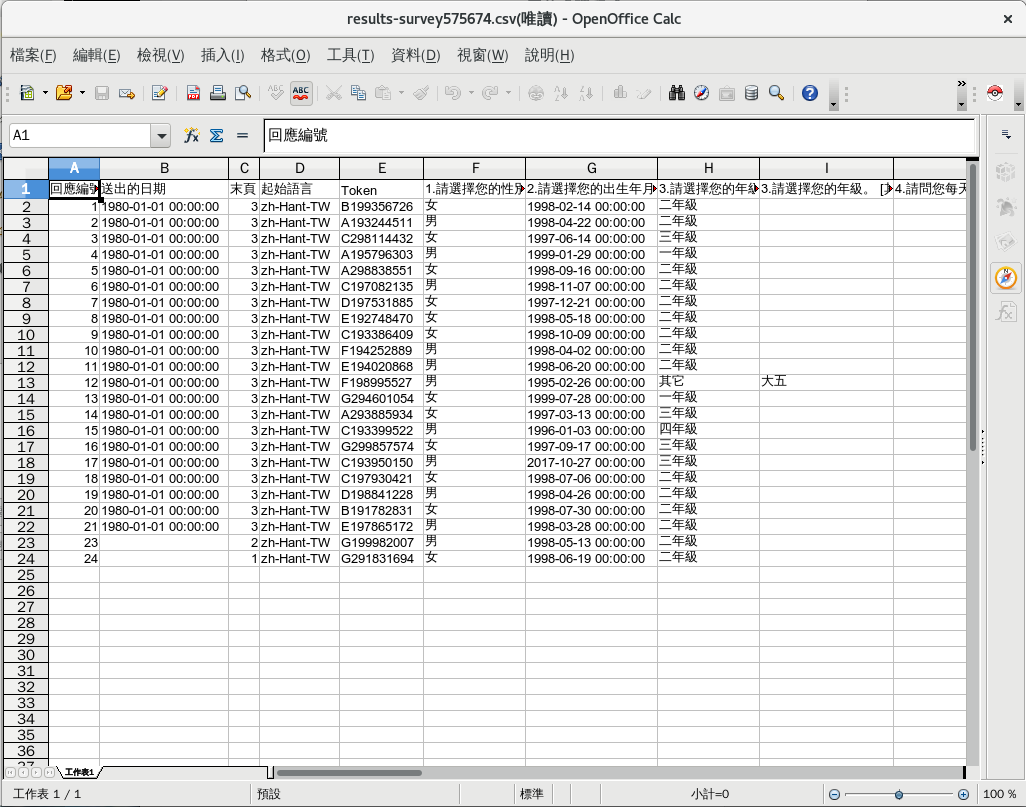 results-survey575674.csv(唯讀) - OpenOffice Calc
檔案(F) 編輯(E) 檢視(V) 插入(I) 格式(O) 工具(T) 資料(D) 視窗(W) 說明(H)
A1 回應編號
A B C D E F G H I
1 回應編號 送出的日期 末頁 起始語言 Token 1.請選擇您的性別 2.請選擇您的出生年月 3.請選擇您的年級 3.請選擇您的年級。 [其 4.請問您每天
2 1 1980-01-01 00:00:00 3 zh-Hant-TW B199356726 女 1998-02-14 00:00:00 二年級
3 2 1980-01-01 00:00:00 3 zh-Hant-TW A193244511 男 1998-04-22 00:00:00 二年級
4 3 1980-01-01 00:00:00 3 zh-Hant-TW C298114432 女 1997-06-14 00:00:00 三年級
5 4 1980-01-01 00:00:00 3 zh-Hant-TW A195796303 男 1999-01-29 00:00:00 一年級
6 5 1980-01-01 00:00:00 3 zh-Hant-TW A298838551 女 1998-09-16 00:00:00 二年級
7 6 1980-01-01 00:00:00 3 zh-Hant-TW C197082135 男 1998-11-07 00:00:00 二年級
8 7 1980-01-01 00:00:00 3 zh-Hant-TW D197531885 女 1997-12-21 00:00:00 二年級
9 8 1980-01-01 00:00:00 3 zh-Hant-TW E192748470 女 1998-05-18 00:00:00 二年級
10 9 1980-01-01 00:00:00 3 zh-Hant-TW C193386409 女 1998-10-09 00:00:00 二年級
11 10 1980-01-01 00:00:00 3 zh-Hant-TW F194252889 男 1998-04-02 00:00:00 二年級
12 11 1980-01-01 00:00:00 3 zh-Hant-TW E194020868 男 1998-06-20 00:00:00 二年級
13 12 1980-01-01 00:00:00 3 zh-Hant-TW F198995527 男 1995-02-26 00:00:00 其它 大五
14 13 1980-01-01 00:00:00 3 zh-Hant-TW G294601054 女 1999-07-28 00:00:00 一年級
15 14 1980-01-01 00:00:00 3 zh-Hant-TW A293885934 女 1997-03-13 00:00:00 三年級
16 15 1980-01-01 00:00:00 3 zh-Hant-TW C193399522 男 1996-01-03 00:00:00 四年級
17 16 1980-01-01 00:00:00 3 zh-Hant-TW G299857574 女 1997-09-17 00:00:00 三年級
18 17 1980-01-01 00:00:00 3 zh-Hant-TW C193950150 男 2017-10-27 00:00:00 三年級
19 18 1980-01-01 00:00:00 3 zh-Hant-TW C197930421 女 1998-07-06 00:00:00 二年級
20 19 1980-01-01 00:00:00 3 zh-Hant-TW D198841228 男 1998-04-26 00:00:00 二年級
21 20 1980-01-01 00:00:00 3 zh-Hant-TW B191782831 女 1998-07-30 00:00:00 二年級
22 21 1980-01-01 00:00:00 3 zh-Hant-TW E197865172 男 1998-03-28 00:00:00 二年級
23 23 2 zh-Hant-TW G199982007 男 1998-05-13 00:00:00 二年級
24 24 1 zh-Hant-TW G291831694 女 1998-06-19 00:00:00 二年級
25
26
27
28
29
30
31
32
33
34
35
36
37
工作表1
工作表 1 / 1 預設 標準 小計=0 100 %